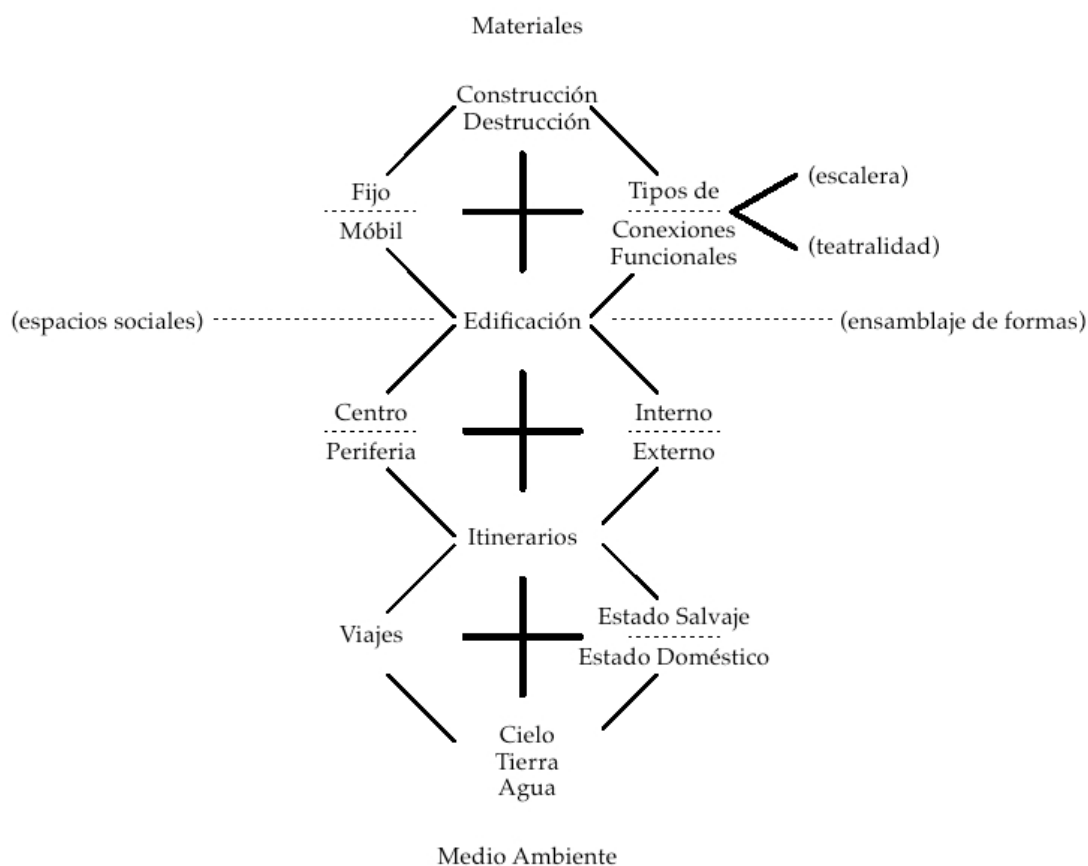 Materiales
Construcción
Destrucción
Fijo
Móbil
Tipos de
Conexiones
Funcionales
(escalera)
(teatralidad)
(espacios sociales)
Edificación
(ensamblaje de formas)
Centro
Periferia
Interno
Externo
Itinerarios
Viajes
Estado Salvaje
Estado Doméstico
Cielo
Tierra
Agua
Medio Ambiente